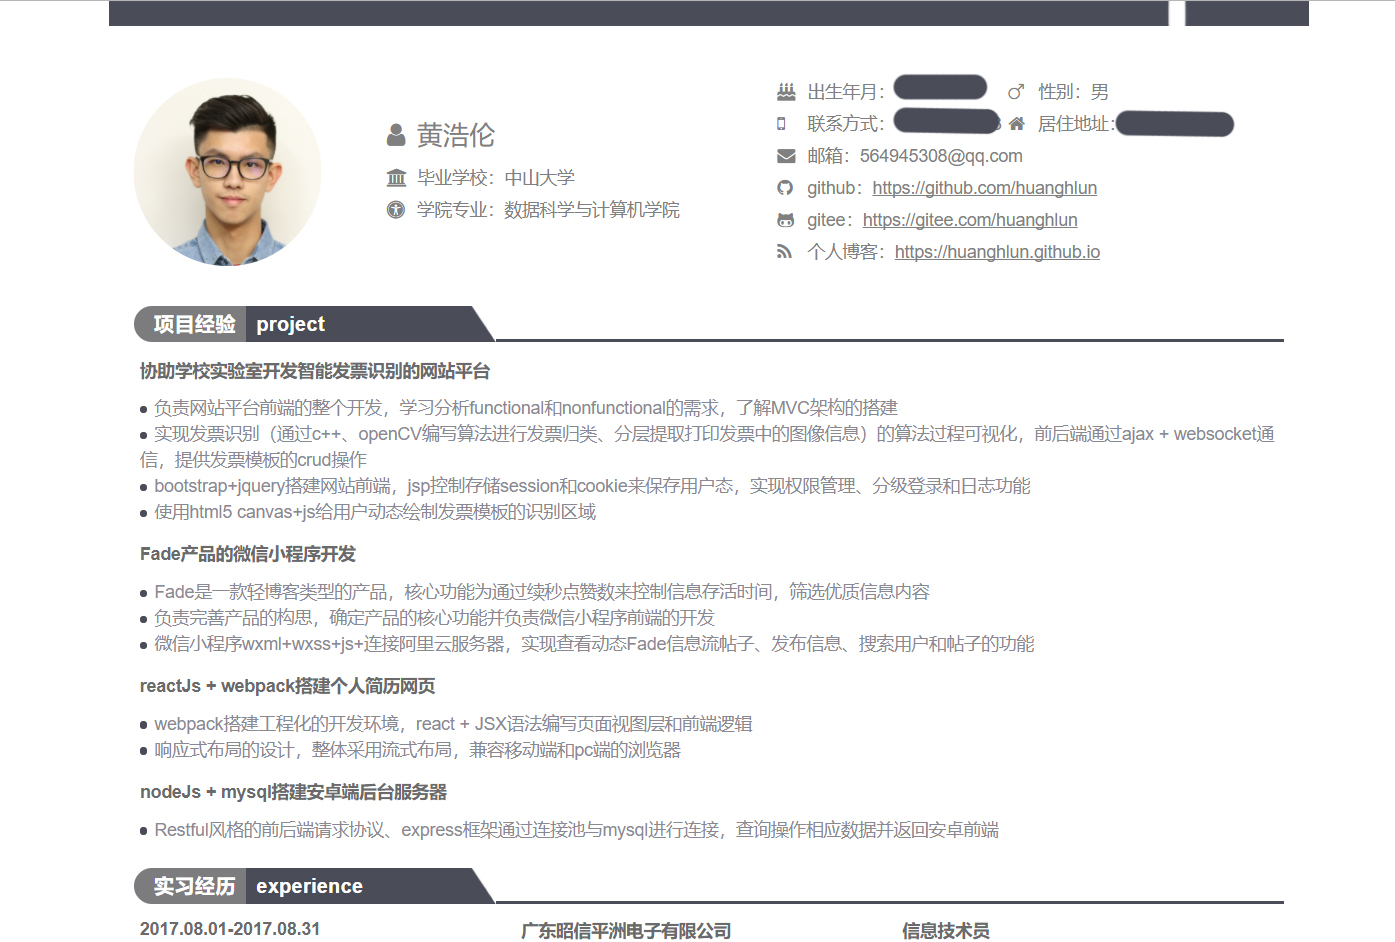 黄浩伦
毕业学校：中山大学
学院专业：数据科学与计算机学院
出生年月：
性别：男
联系方式：
居住地址：
邮箱：564945308@qq.com
github：https://github.com/huanghlun
gitee：https://gitee.com/huanghlun
个人博客：https://huanghlun.github.io
项目经验 project
协助学校实验室开发智能发票识别的网站平台
● 负责网站平台前端的整个开发，学习分析functional和nonfunctional的需求，了解MVC架构的搭建
● 实现发票识别（通过c++、openCV编写算法进行发票归类、分层提取打印发票中的图像信息）的算法过程可视化，前后端通过ajax + websocket通
信，提供发票模板的crud操作
● bootstrap+jquery搭建网站前端，jsp控制存储session和cookie来保存用户态，实现权限管理、分级登录和日志功能
● 使用html5 canvas+js给用户动态绘制发票模板的识别区域
Fade产品的微信小程序开发
● Fade是一款轻博客类型的产品，核心功能为通过续秒点赞数来控制信息存活时间，筛选优质信息内容
● 负责完善产品的构思，确定产品的核心功能并负责微信小程序前端的开发
● 微信小程序wxml+wxss+js+连接阿里云服务器，实现查看动态Fade信息流帖子、发布信息、搜索用户和帖子的功能
reactJs + webpack搭建个人简历网页
● webpack搭建工程化的开发环境，react + JSX语法编写页面视图层和前端逻辑
● 响应式布局的设计，整体采用流式布局，兼容移动端和pc端的浏览器
nodeJs + mysql搭建安卓端后台服务器
● Restful风格的前后端请求协议、express框架通过连接池与mysql进行连接，查询操作相应数据并返回安卓前端
实习经历 experience
2017.08.01-2017.08.31 广东昭信平洲电子有限公司 信息技术员